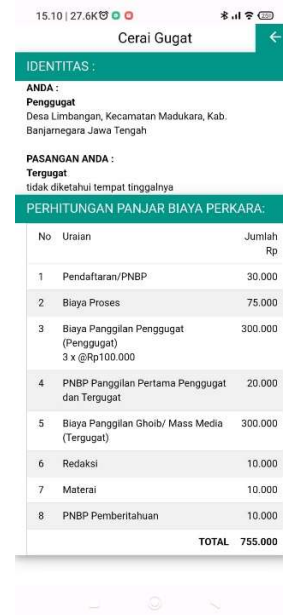 15.10 | 27.6K
Cerai Gugat
IDENTITAS :
ANDA :
Penggugat
Desa Limbangan, Kecamatan Madukara, Kab.
Banjarnegara Jawa Tengah
PASANGAN ANDA :
Tergugat
tidak diketahui tempat tinggalnya
PERHITUNGAN PANJAR BIAYA PERKARA:
No Uraian Jumlah
Rp
1 Pendaftaran/PNBP 30.000
2 Biaya Proses 75.000
3 Biaya Panggilan Penggugat 300.000
(Penggugat)
3 x @Rp100.000
4 PNBP Panggilan Pertama Penggugat 20.000
dan Tergugat
5 Biaya Panggilan Ghoib/ Mass Media 300.000
(Tergugat)
6 Redaksi 10.000
7 Materai 10.000
8 PNBP Pemberitahuan 10.000
TOTAL 755.000